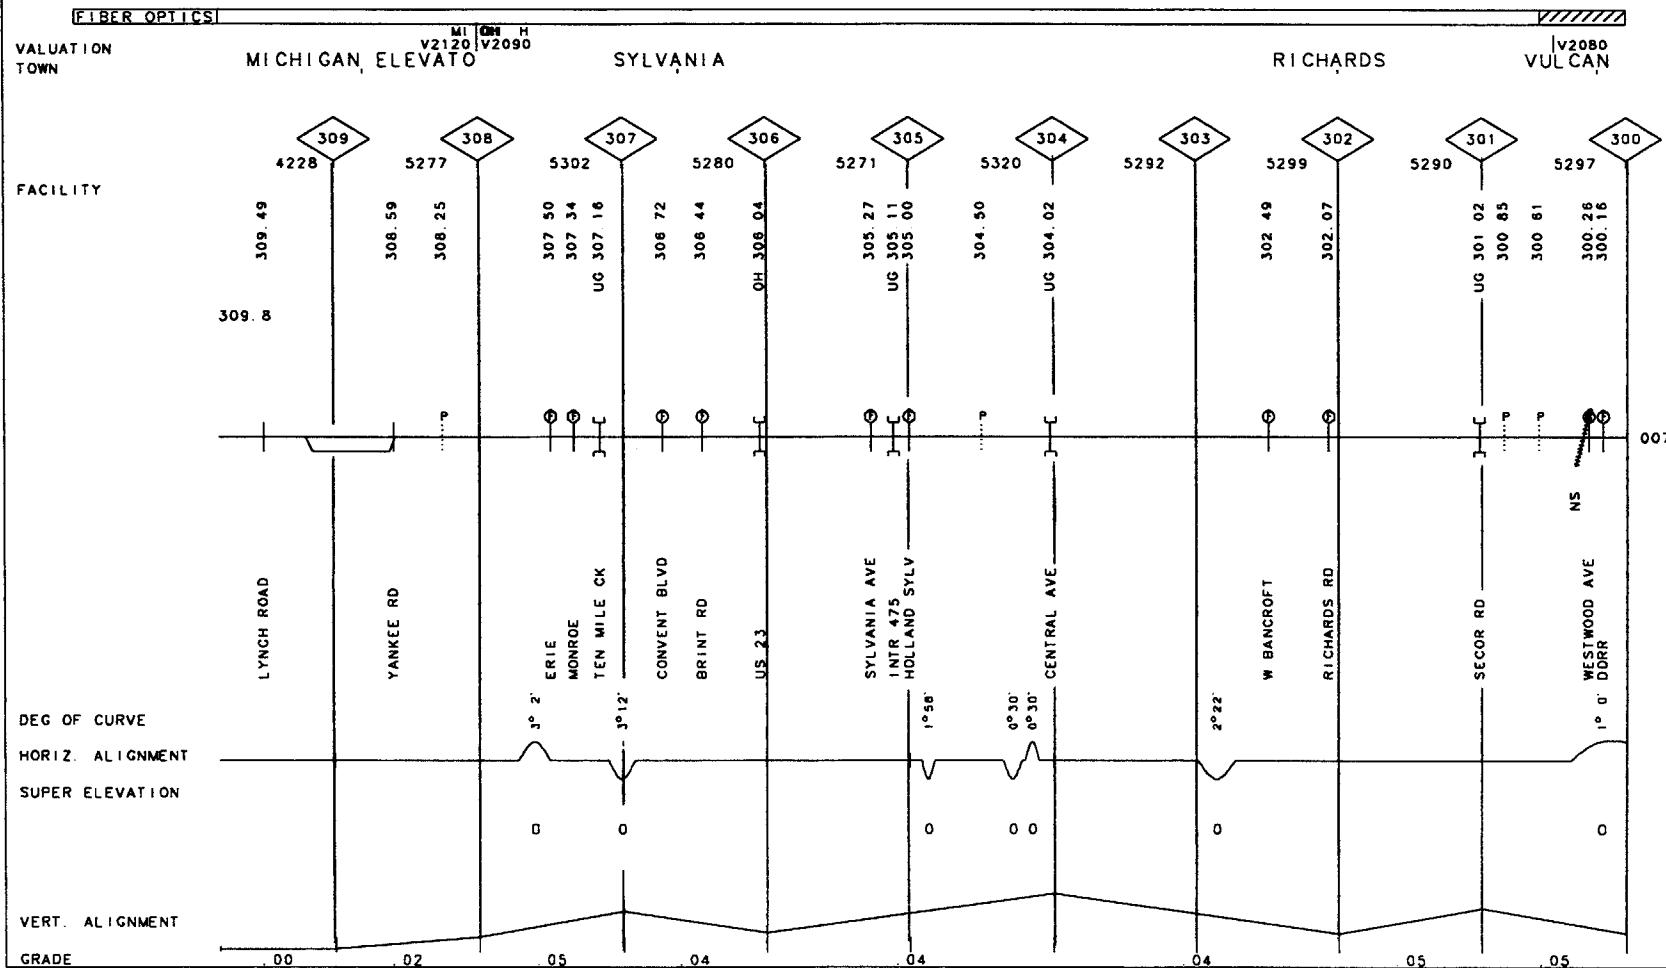 FIBER OPTICS
MI OH H
VALUATION V2120 V2090 V2080
TOWN MICHIGAN ELEVATO SYLVANIA RICHARDS VULCAN
309 308 307 306 305 304 303 302 301 300
4228 5277 5302 5280 5271 5320 5292 5299 5290 5297
FACILITY
309.49
308.59
308.25
307 50
307 34
UG 307.16
306 72
306 44
OH 306 04
305.27
UG 305 11
305 00
304.50
UG 304.02
302 49
302.07
UG 301 02
300 85
300 61
300.26
300.16
309.8
P P P P
F F F F F F F F F
007
NS
LYNCH ROAD
YANKEE RD
ERIE
MONROE
TEN MILE CK
CONVENT BLVD
BRINT RD
US 23
SYLVANIA AVE
INTR 475
HOLLAND SYLV
CENTRAL AVE
W BANCROFT
RICHARDS RD
SECOR RD
WESTWOOD AVE
DORR
DEG OF CURVE 3° 2' 3°12' 1°58' 0°30' 0°30' 2°22' 1° 0'
HORIZ. ALIGNMENT
SUPER ELEVATION
0 0 0 0 0 0 0
VERT. ALIGNMENT
GRADE .00 .02 .05 .04 .04 .04 .05 .05